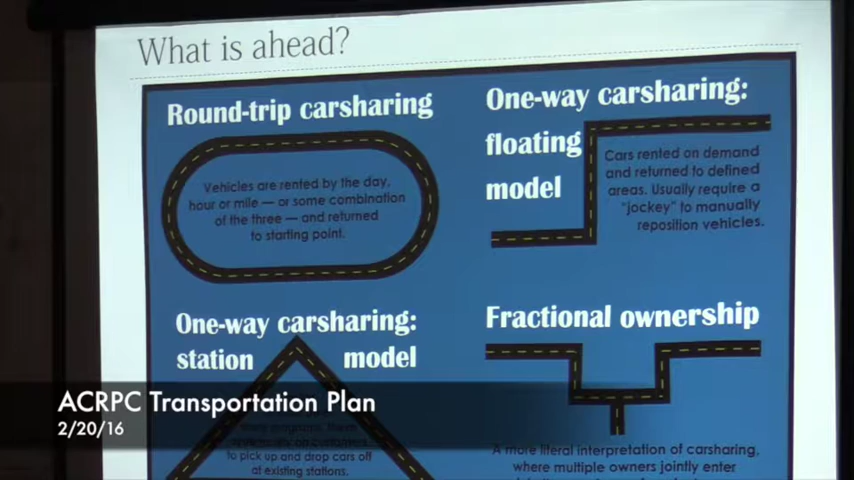 What is ahead?
Round-trip carsharing
Vehicles are rented by the day,
hour or mile — or some combination
of the three — and returned
to starting point.
One-way carsharing:
floating
model
Cars rented on demand
and returned to defined
areas. Usually require a
"jockey" to manually
reposition vehicles.
One-way carsharing:
station model
to pick up and drop cars off
at existing stations.
Fractional ownership
A more literal interpretation of carsharing,
where multiple owners jointly enter
ACRPC Transportation Plan
2/20/16